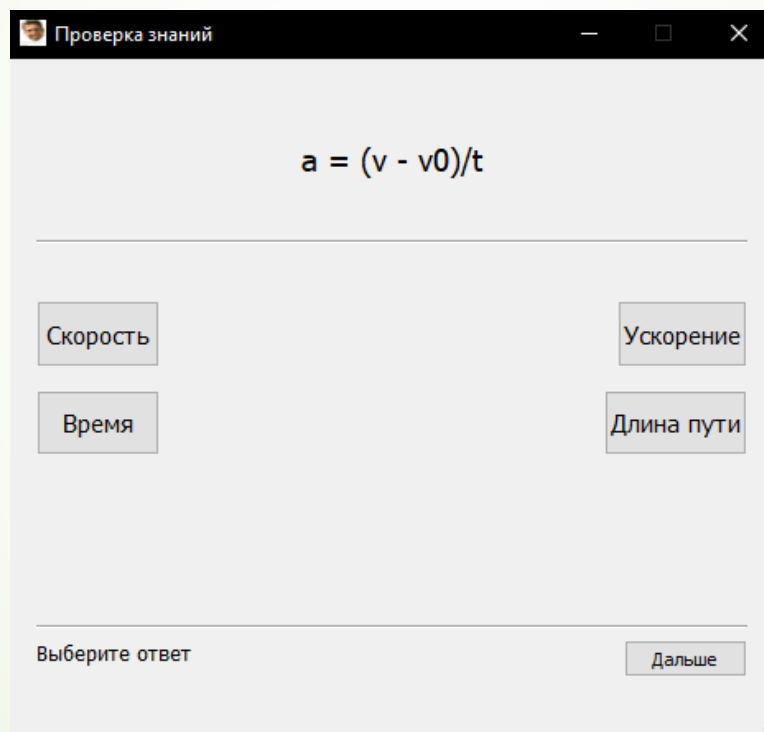 Проверка знаний
a = (v - v0)/t
Скорость
Ускорение
Время
Длина пути
Выберите ответ
Дальше